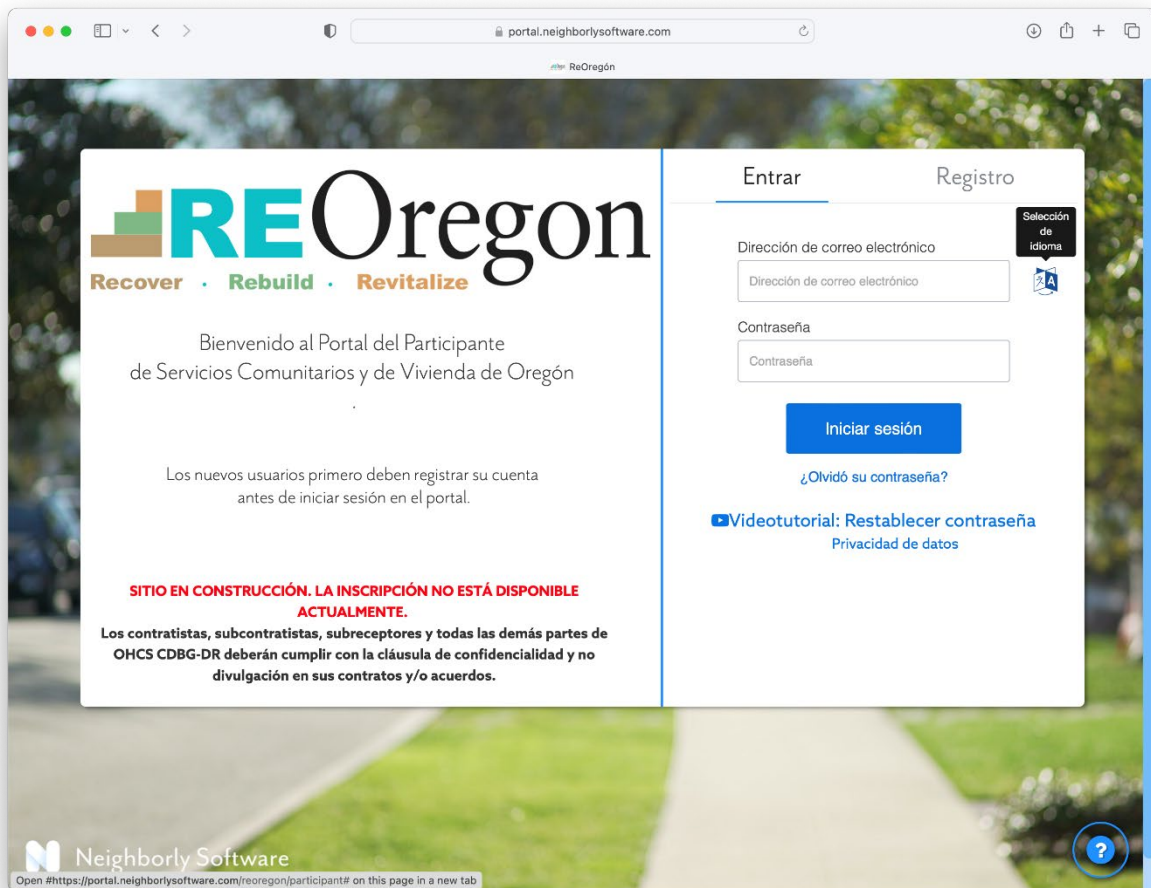 portal.neighborlysoftware.com
ReOregón
REOregon
Recover · Rebuild · Revitalize
Bienvenido al Portal del Participante
de Servicios Comunitarios y de Vivienda de Oregón
.
Los nuevos usuarios primero deben registrar su cuenta
antes de iniciar sesión en el portal.
SITIO EN CONSTRUCCIÓN. LA INSCRIPCIÓN NO ESTÁ DISPONIBLE
ACTUALMENTE.
Los contratistas, subcontratistas, subreceptores y todas las demás partes de
OHCS CDBG-DR deberán cumplir con la cláusula de confidencialidad y no
divulgación en sus contratos y/o acuerdos.
Entrar Registro
Selección
de
idioma
Dirección de correo electrónico
Dirección de correo electrónico
Contraseña
Contraseña
Iniciar sesión
¿Olvidó su contraseña?
Videotutorial: Restablecer contraseña
Privacidad de datos
Neighborly Software
?
Open #https://portal.neighborlysoftware.com/reoregon/participant# on this page in a new tab